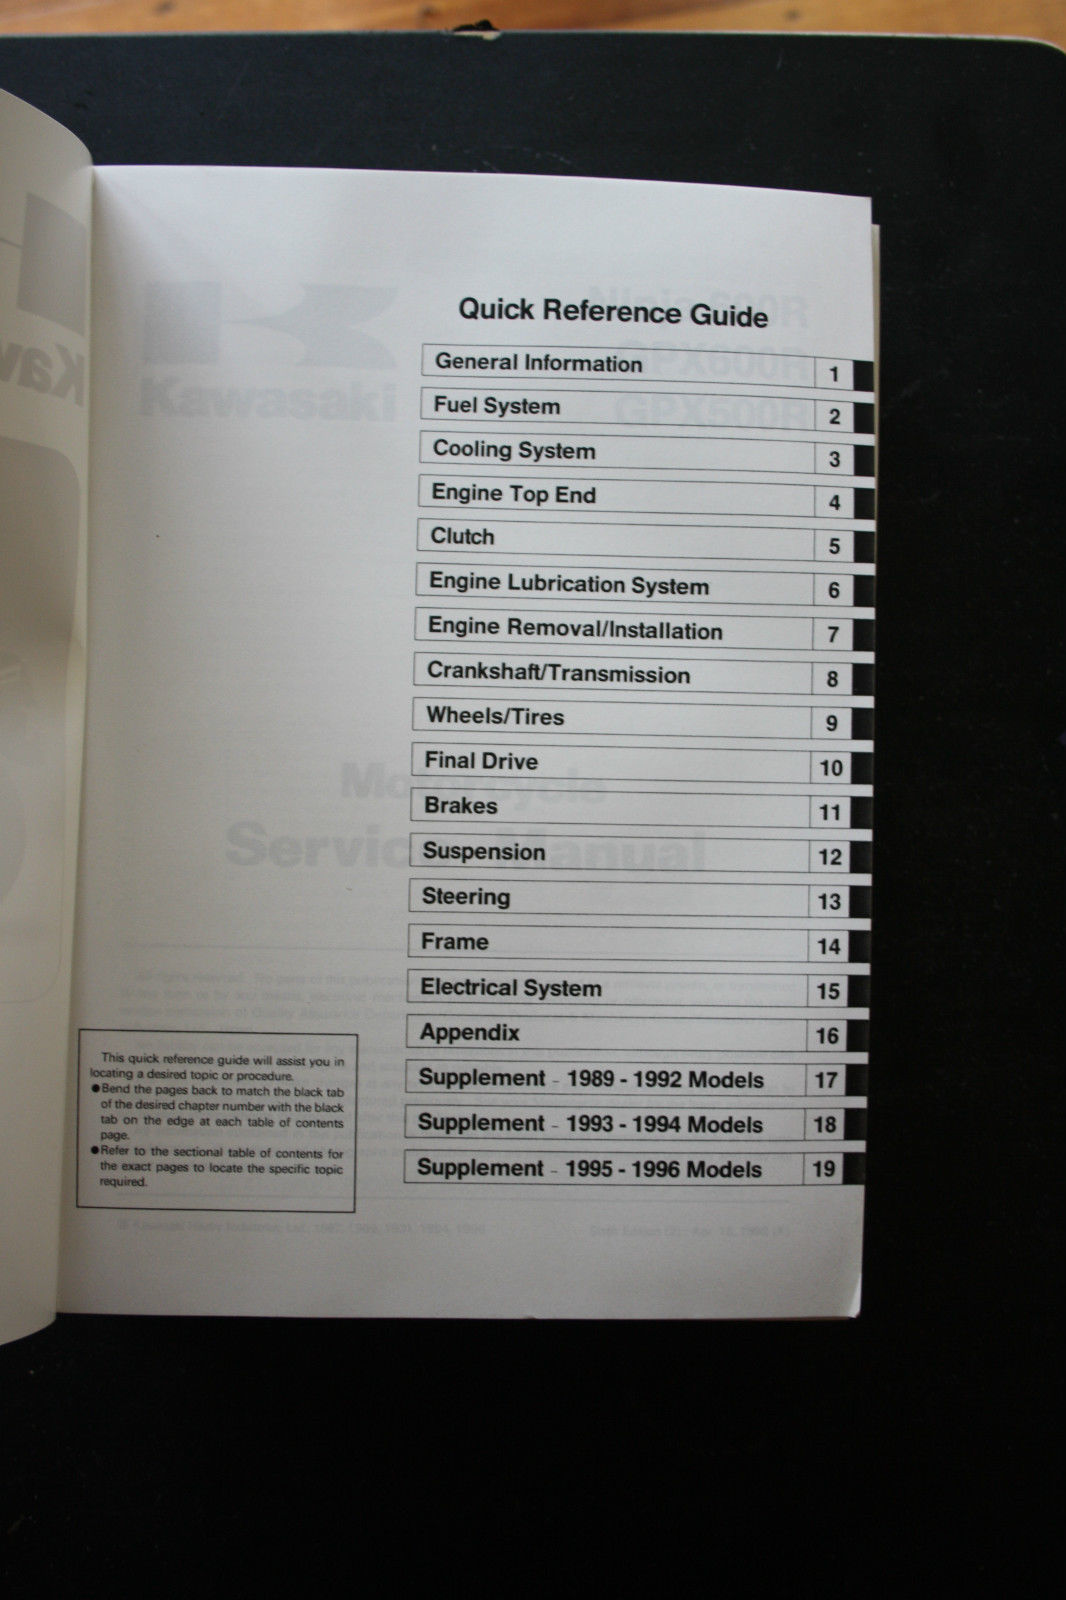 Quick Reference Guide
General Information 1
Fuel System 2
Cooling System 3
Engine Top End 4
Clutch 5
Engine Lubrication System 6
Engine Removal/Installation 7
Crankshaft/Transmission 8
Wheels/Tires 9
Final Drive 10
Brakes 11
Suspension 12
Steering 13
Frame 14
Electrical System 15
Appendix 16
Supplement - 1989 - 1992 Models 17
Supplement - 1993 - 1994 Models 18
Supplement - 1995 - 1996 Models 19
This quick reference guide will assist you in
locating a desired topic or procedure.
●Bend the pages back to match the black tab
of the desired chapter number with the black
tab on the edge at each table of contents
page.
●Refer to the sectional table of contents for
the exact pages to locate the specific topic
required.
Kawasaki
GPX600R
GPX500R
Motorcycle
Service Manual